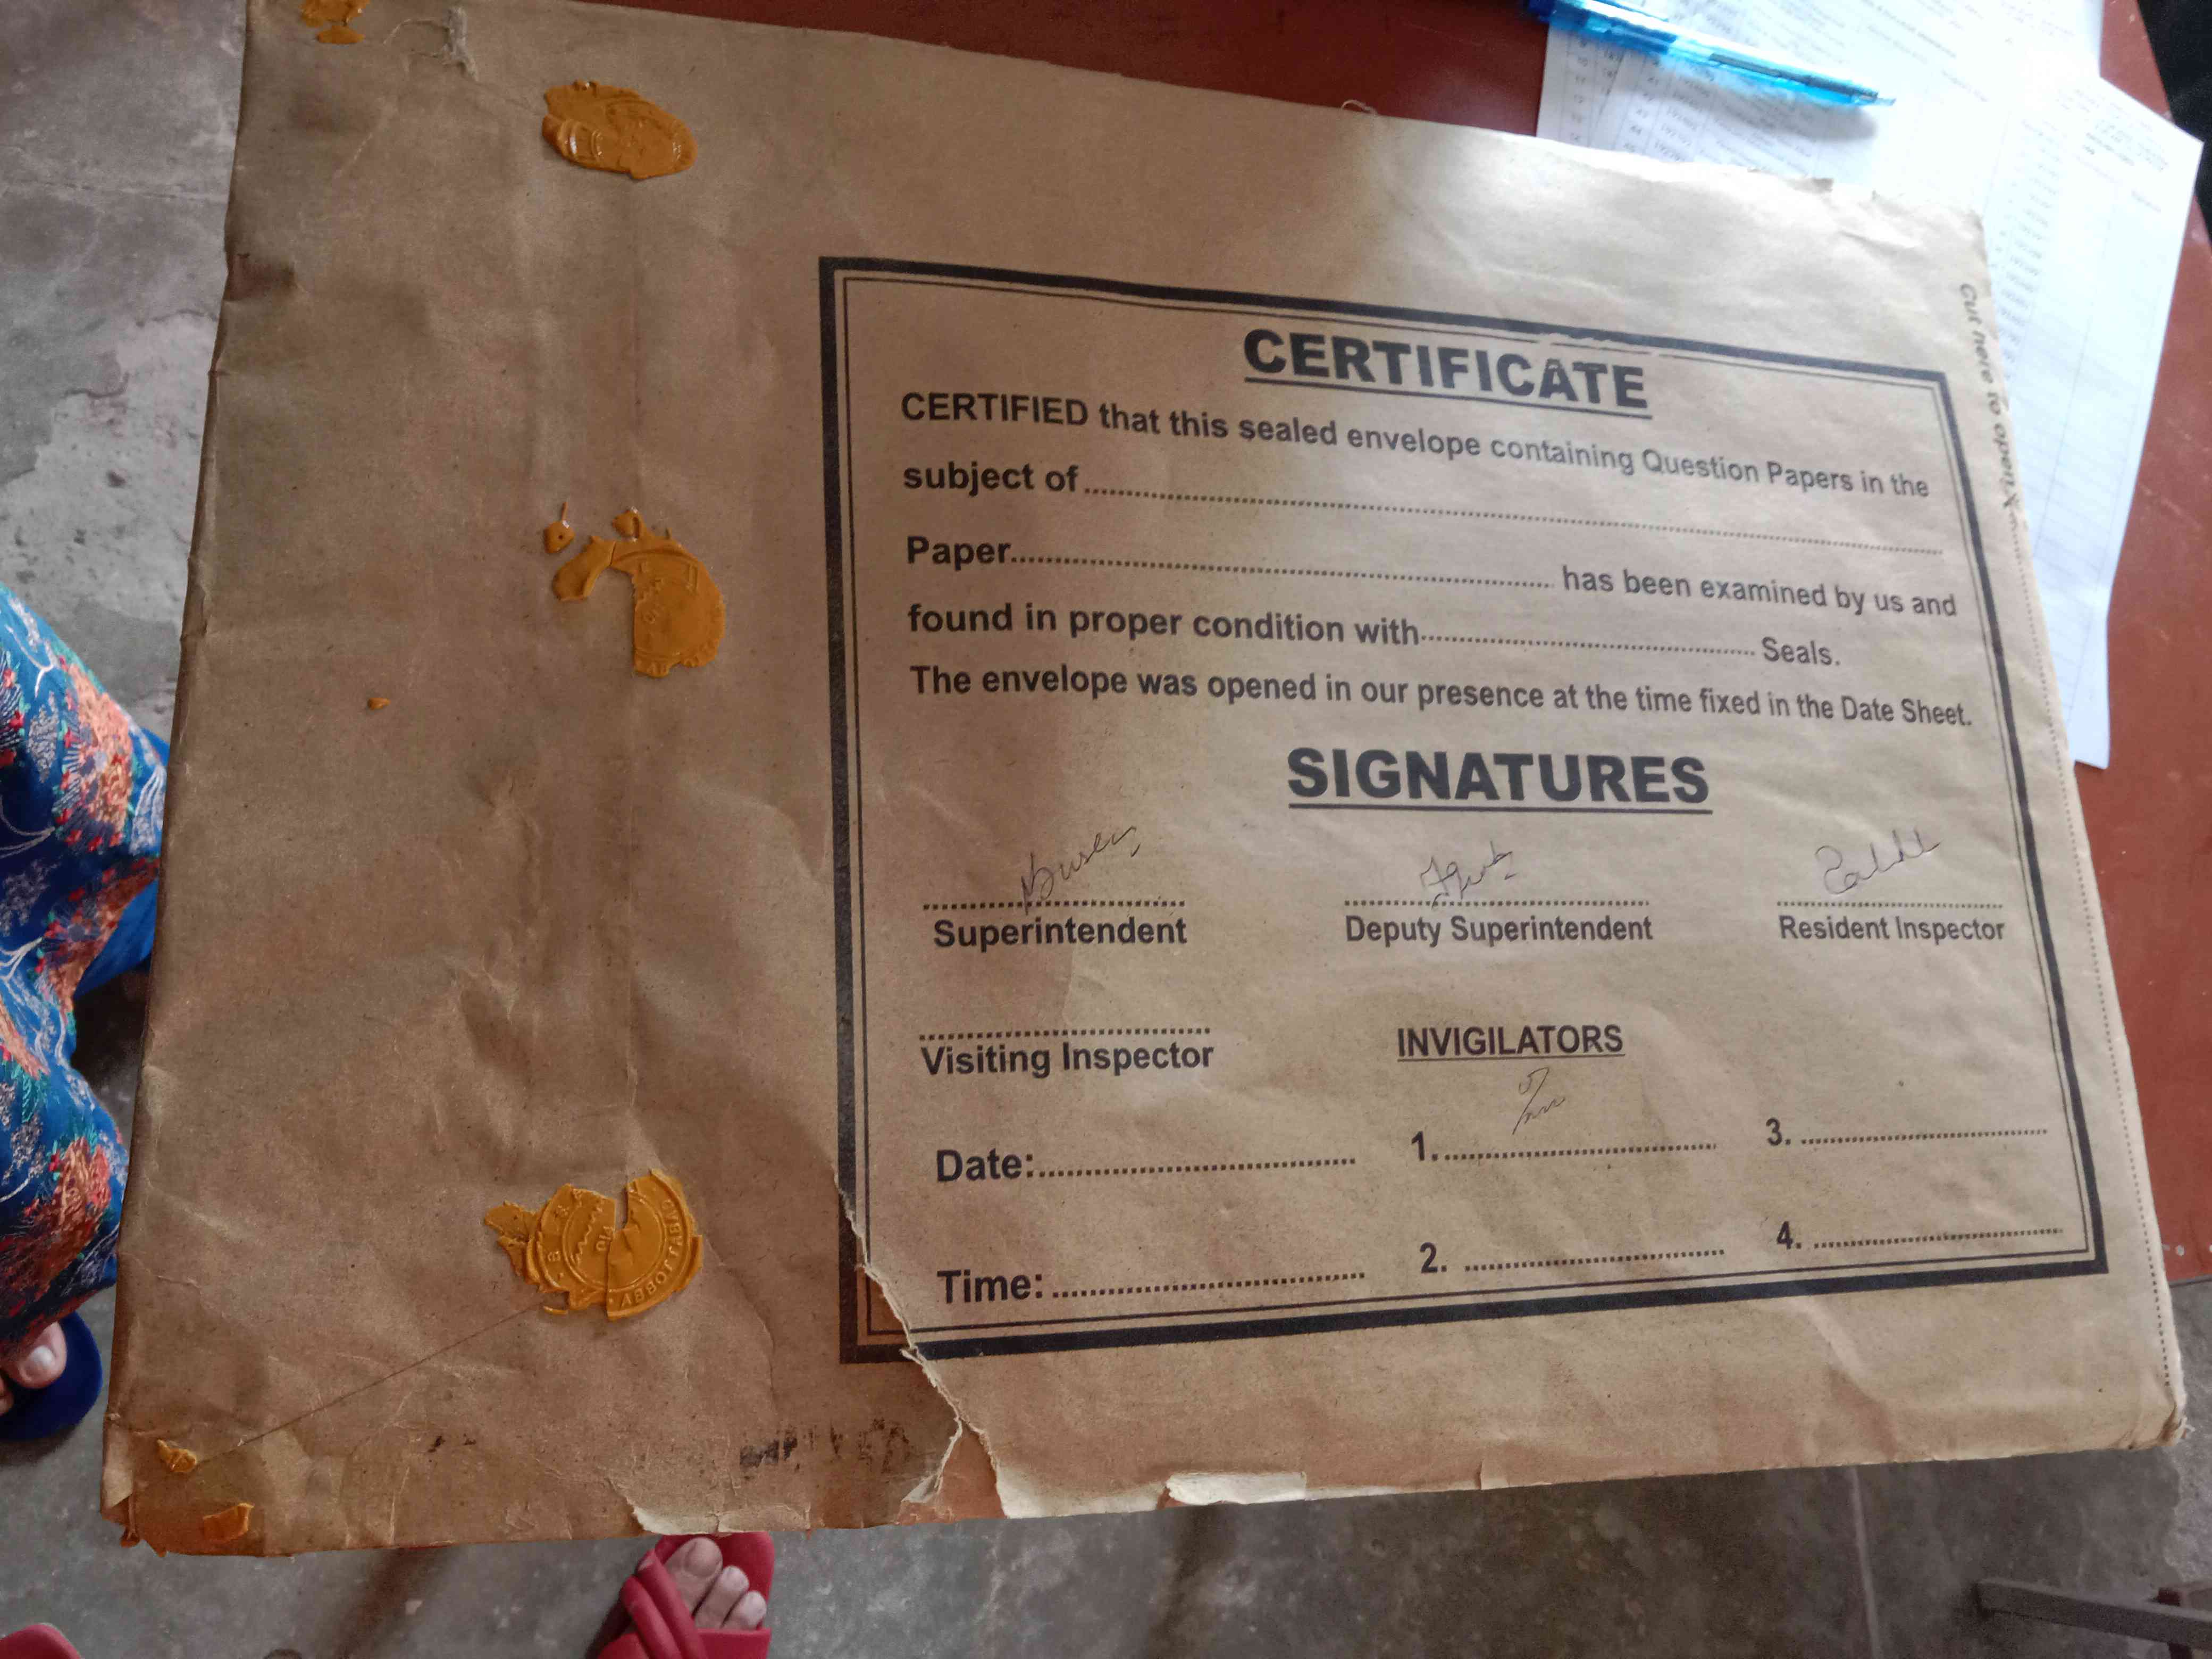 CERTIFICATE
CERTIFIED that this sealed envelope containing Question Papers in the
subject of
Paper has been examined by us and
found in proper condition with Seals.
The envelope was opened in our presence at the time fixed in the Date Sheet.
SIGNATURES
Superintendent Deputy Superintendent Resident Inspector
Visiting Inspector INVIGILATORS
Date: 1. 3.
Time: 2. 4.
Cut here to open
ABBOTTABAD